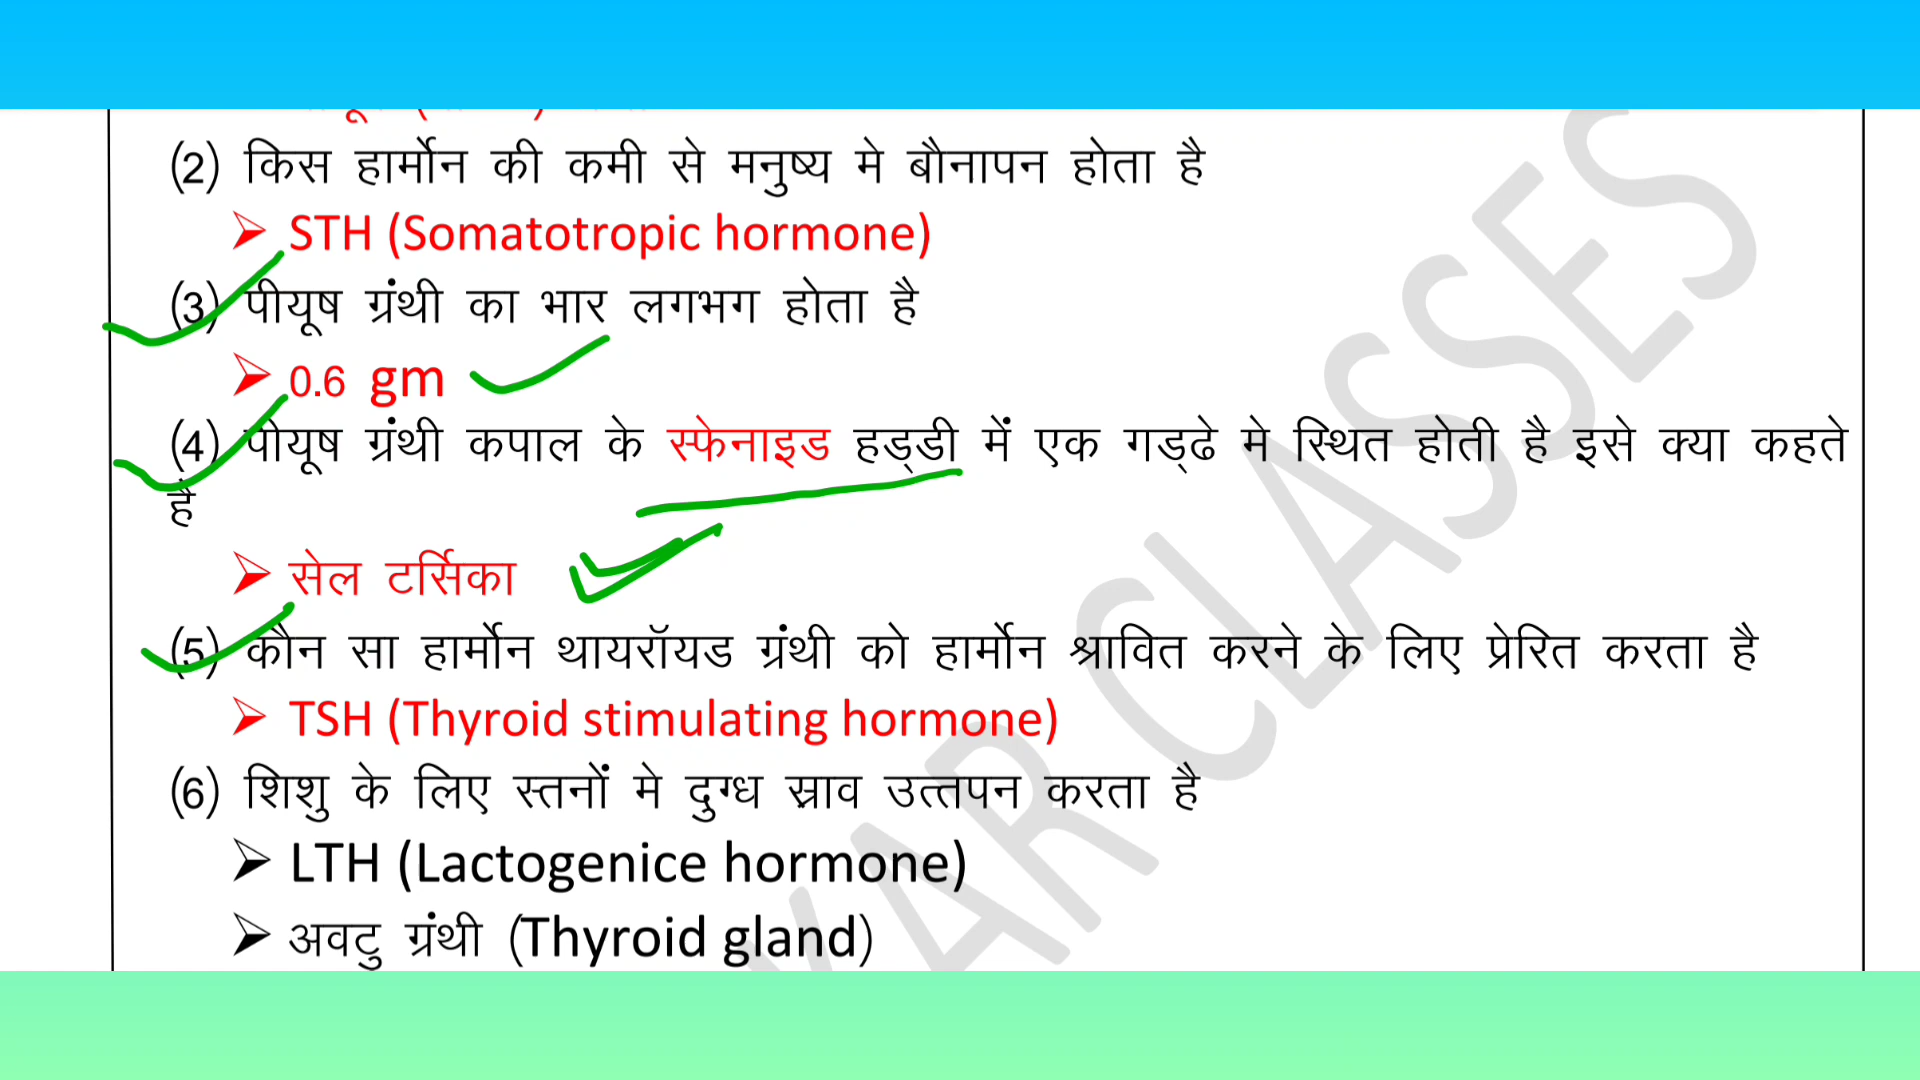 (2) किस हार्मोन की कमी से मनुष्य मे बौनापन होता है
➢ STH (Somatotropic hormone)
(3) पीयूष ग्रंथी का भार लगभग होता है
➢ 0.6 gm
(4) पीयूष ग्रंथी कपाल के स्फेनाइड हड्डी में एक गड्ढे मे स्थित होती है इसे क्या कहते
है
➢ सेल टर्सिका
(5) कौन सा हार्मोन थायरॉयड ग्रंथी को हार्मोन श्रावित करने के लिए प्रेरित करता है
➢ TSH (Thyroid stimulating hormone)
(6) शिशु के लिए स्तनों मे दुग्ध स्राव उत्तपन करता है
➢ LTH (Lactogenice hormone)
➢ अवटु ग्रंथी (Thyroid gland)
KAR CLASSES